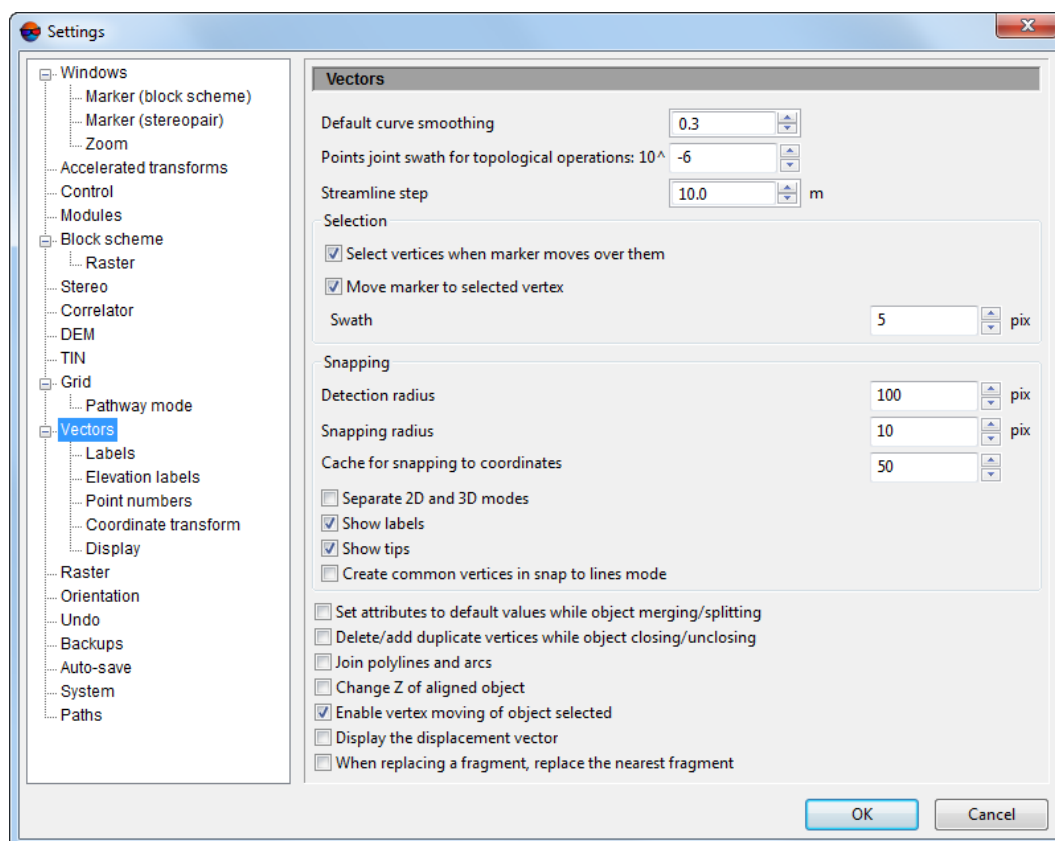 Settings
Windows
Marker (block scheme)
Marker (stereopair)
Zoom
Accelerated transforms
Control
Modules
Block scheme
Raster
Stereo
Correlator
DEM
TIN
Grid
Pathway mode
Vectors
Labels
Elevation labels
Point numbers
Coordinate transform
Display
Raster
Orientation
Undo
Backups
Auto-save
System
Paths
Vectors
Default curve smoothing 0.3
Points joint swath for topological operations: 10^ -6
Streamline step 10.0 m
Selection
Select vertices when marker moves over them
Move marker to selected vertex
Swath 5 pix
Snapping
Detection radius 100 pix
Snapping radius 10 pix
Cache for snapping to coordinates 50
Separate 2D and 3D modes
Show labels
Show tips
Create common vertices in snap to lines mode
Set attributes to default values while object merging/splitting
Delete/add duplicate vertices while object closing/unclosing
Join polylines and arcs
Change Z of aligned object
Enable vertex moving of object selected
Display the displacement vector
When replacing a fragment, replace the nearest fragment
OK Cancel